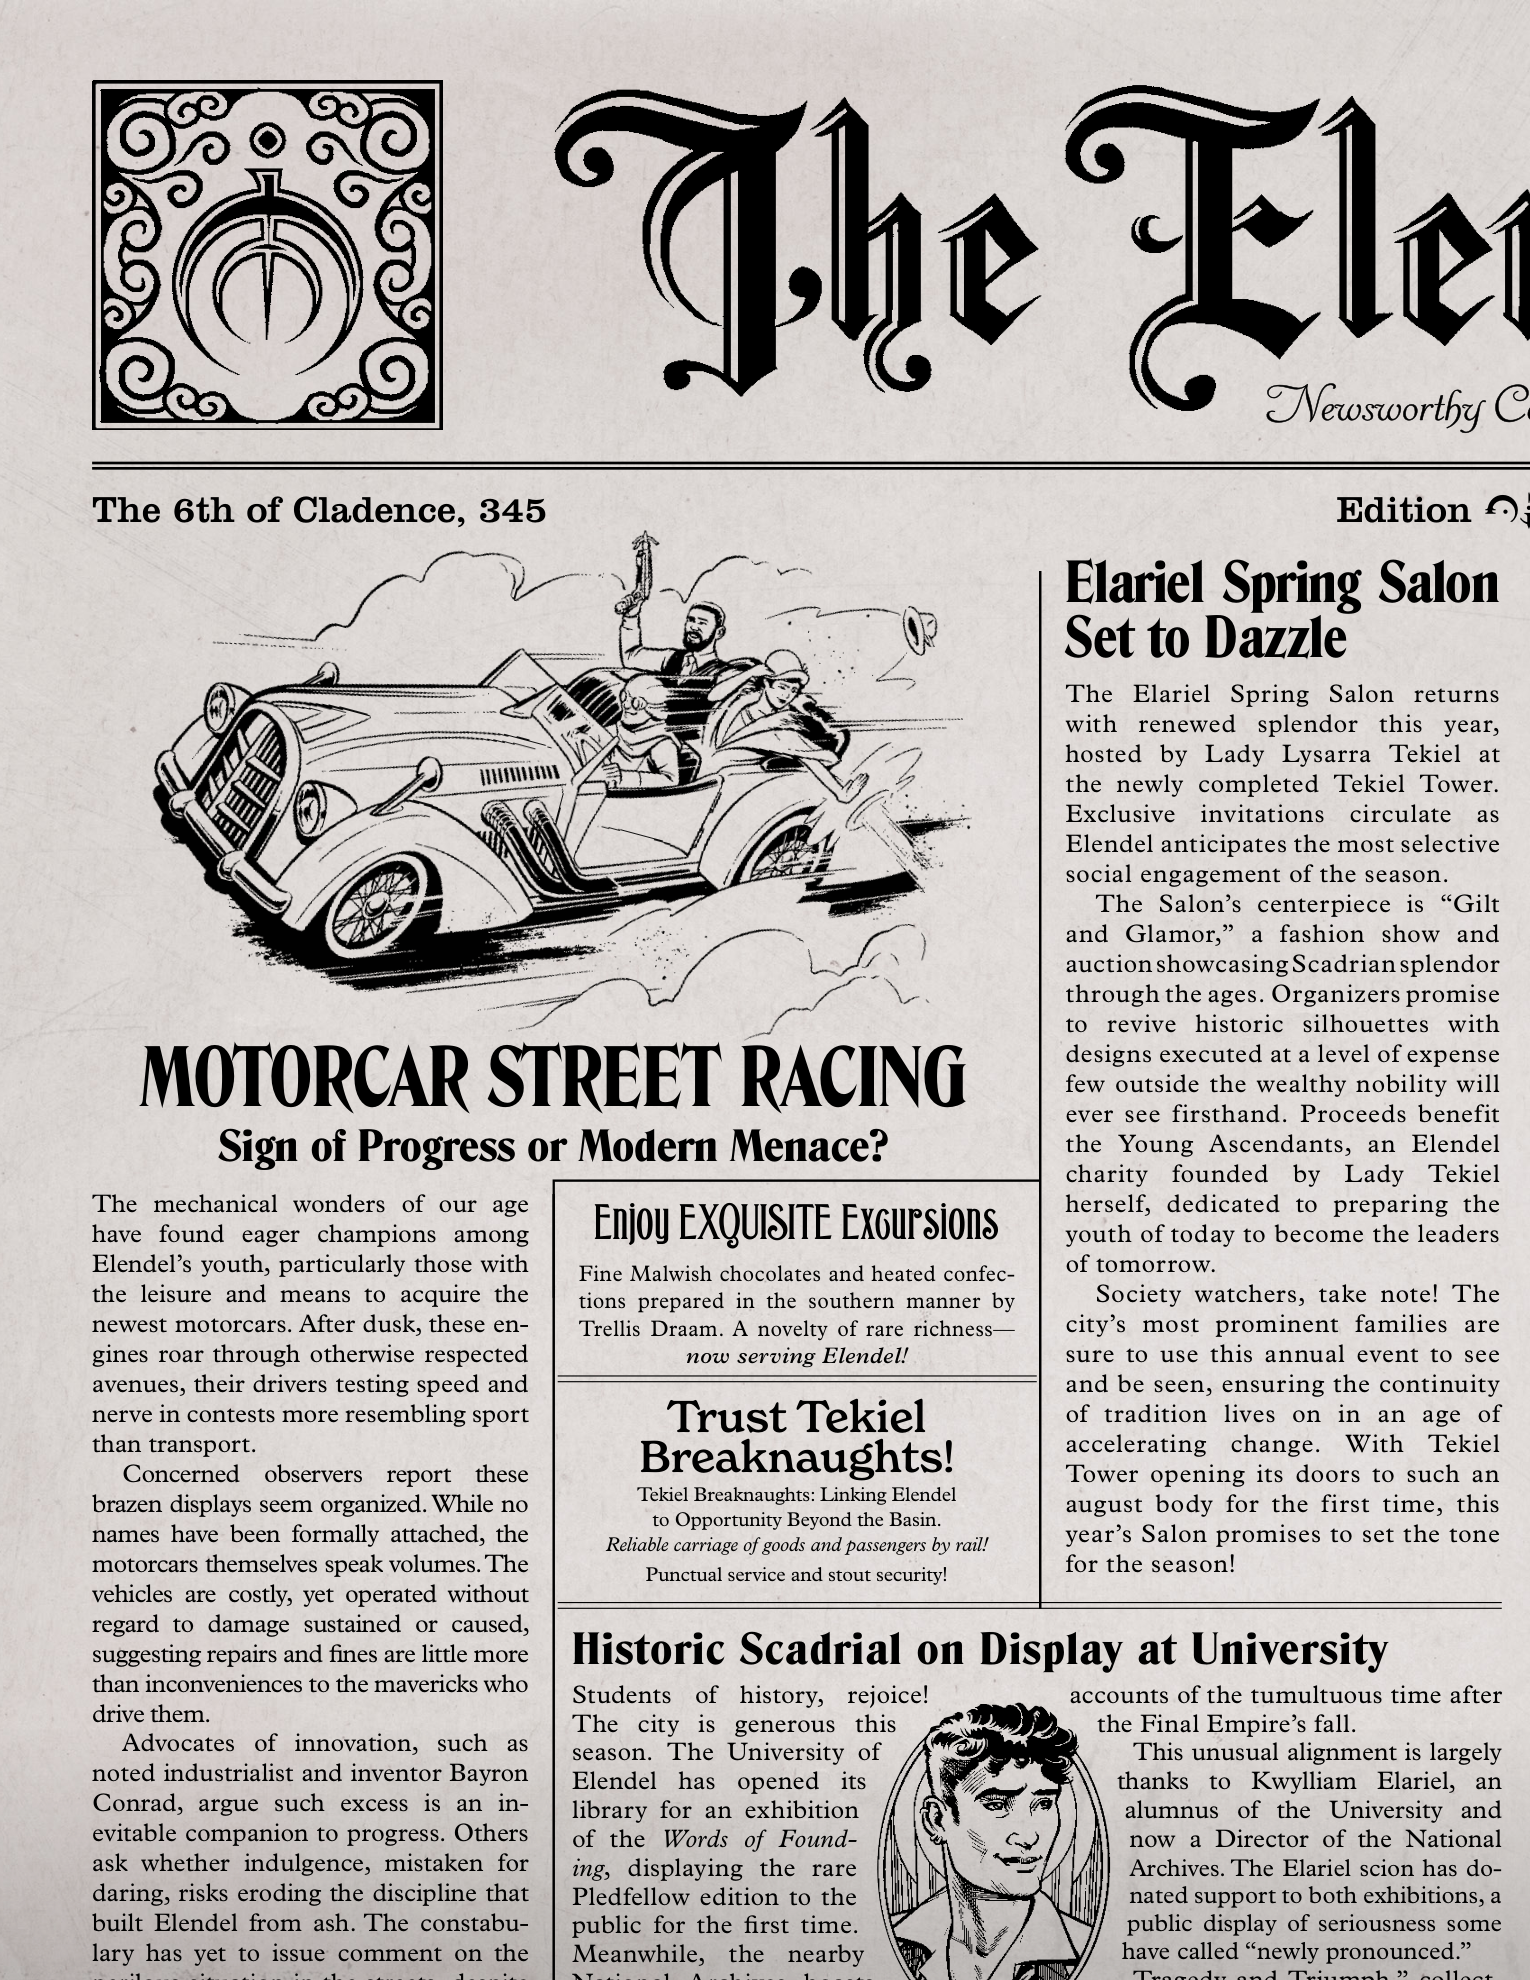 The
Newsworthy
The 6th of Cladence, 345
Edition
MOTORCAR STREET RACING
Sign of Progress or Modern Menace?
The mechanical wonders of our age
have found eager champions among
Elendel’s youth, particularly those with
the leisure and means to acquire the
newest motorcars. After dusk, these en-
gines roar through otherwise respected
avenues, their drivers testing speed and
nerve in contests more resembling sport
than transport.
Concerned observers report these
brazen displays seem organized. While no
names have been formally attached, the
motorcars themselves speak volumes. The
vehicles are costly, yet operated without
regard to damage sustained or caused,
suggesting repairs and fines are little more
than inconveniences to the mavericks who
drive them.
Advocates of innovation, such as
noted industrialist and inventor Bayron
Conrad, argue such excess is an in-
evitable companion to progress. Others
ask whether indulgence, mistaken for
daring, risks eroding the discipline that
built Elendel from ash. The constabu-
lary has yet to issue comment on the
Enjoy EXQUISITE Excursions
Fine Malwish chocolates and heated confec-
tions prepared in the southern manner by
Trellis Draam. A novelty of rare richness—
now serving Elendel!
Trust Tekiel
Breaknaughts!
Tekiel Breaknaughts: Linking Elendel
to Opportunity Beyond the Basin.
Reliable carriage of goods and passengers by rail!
Punctual service and stout security!
Elariel Spring Salon
Set to Dazzle
The Elariel Spring Salon returns
with renewed splendor this year,
hosted by Lady Lysarra Tekiel at
the newly completed Tekiel Tower.
Exclusive invitations circulate as
Elendel anticipates the most selective
social engagement of the season.
The Salon’s centerpiece is “Gilt
and Glamor,” a fashion show and
auction showcasing Scadrian splendor
through the ages. Organizers promise
to revive historic silhouettes with
designs executed at a level of expense
few outside the wealthy nobility will
ever see firsthand. Proceeds benefit
the Young Ascendants, an Elendel
charity founded by Lady Tekiel
herself, dedicated to preparing the
youth of today to become the leaders
of tomorrow.
Society watchers, take note! The
city’s most prominent families are
sure to use this annual event to see
and be seen, ensuring the continuity
of tradition lives on in an age of
accelerating change. With Tekiel
Tower opening its doors to such an
august body for the first time, this
year’s Salon promises to set the tone
for the season!
Historic Scadrial on Display at University
Students of history, rejoice!
The city is generous this
season. The University of
Elendel has opened its
library for an exhibition
of the Words of Found-
ing, displaying the rare
Pledfellow edition to the
public for the first time.
Meanwhile, the nearby
accounts of the tumultuous time after
the Final Empire’s fall.
This unusual alignment is largely
thanks to Kwylliam Elariel, an
alumnus of the University and
now a Director of the National
Archives. The Elariel scion has do-
nated support to both exhibitions, a
public display of seriousness some
have called “newly pronounced.”